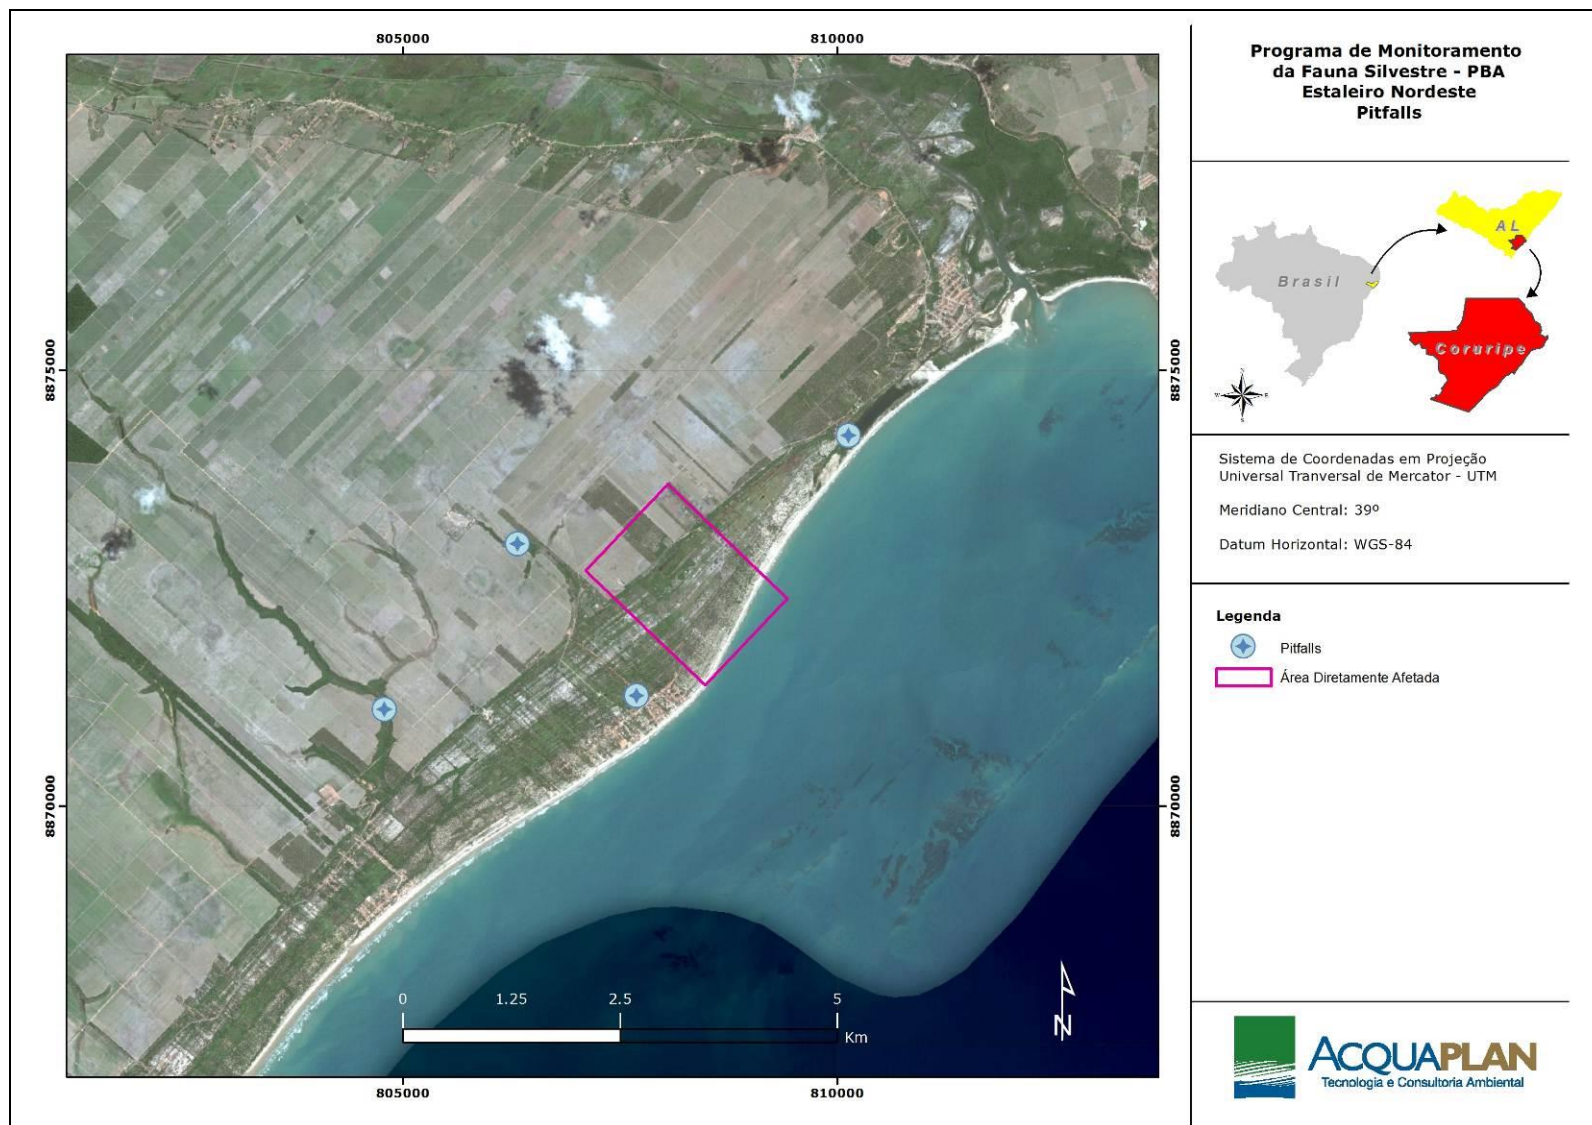 805000
810000
8875000
8875000
8870000
8870000
0
1.25
2.5
5
Km
N
805000
810000
Programa de Monitoramento
da Fauna Silvestre - PBA
Estaleiro Nordeste
Pitfalls
Brasil
AL
Coruripe
N
W
E
S
Sistema de Coordenadas em Projeção
Universal Tranversal de Mercator - UTM
Meridiano Central: 39º
Datum Horizontal: WGS-84
Legenda
Pitfalls
Área Diretamente Afetada
ACQUAPLAN
Tecnologia e Consultoria Ambiental